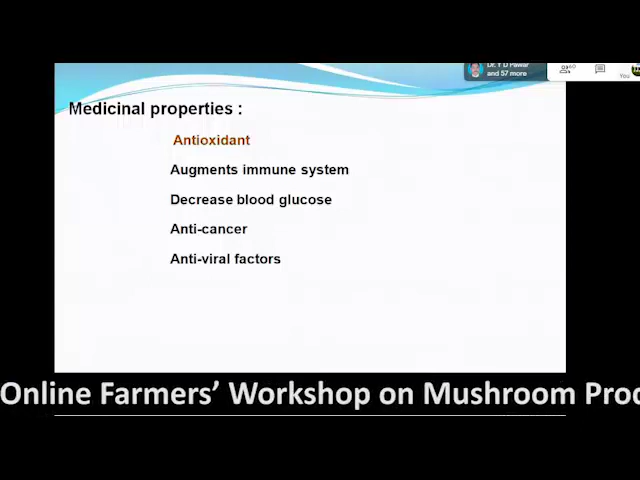 Dr. Y D Pawar
and 57 more
You
Medicinal properties :
Antioxidant
Augments immune system
Decrease blood glucose
Anti-cancer
Anti-viral factors
Online Farmers’ Workshop on Mushroom Proc